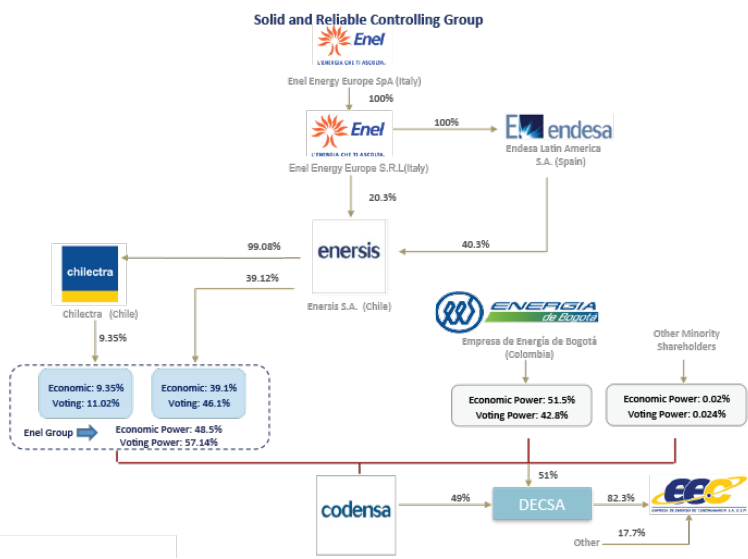 Solid and Reliable Controlling Group
Enel
L'ENERGIA CHE TI ASCOLTA.
Enel Energy Europe SpA (Italy)
100%
Enel
L'ENERGIA CHE TI ASCOLTA.
100%
endesa
Enel Energy Europe S.R.L(Italy)
Endesa Latin America
S.A. (Spain)
20.3%
99.08%
enersis
40.3%
chilectra
39.12%
Enersis S.A. (Chile)
Chilectra (Chile)
ENERGIA
de Bogotá
9.35%
Empresa de Energía de Bogotá
(Colombia)
Other Minority
Shareholders
Economic: 9.35%
Voting: 11.02%
Economic: 39.1%
Voting: 46.1%
Economic Power: 51.5%
Voting Power: 42.8%
Economic Power: 0.02%
Voting Power: 0.024%
Enel Group
Economic Power: 48.5%
Voting Power: 57.14%
51%
codensa
49%
DECSA
82.3%
eec
EMPRESA DE ENERGIA DE CUNDINAMARCA S.A. E.S.P.
Other
17.7%